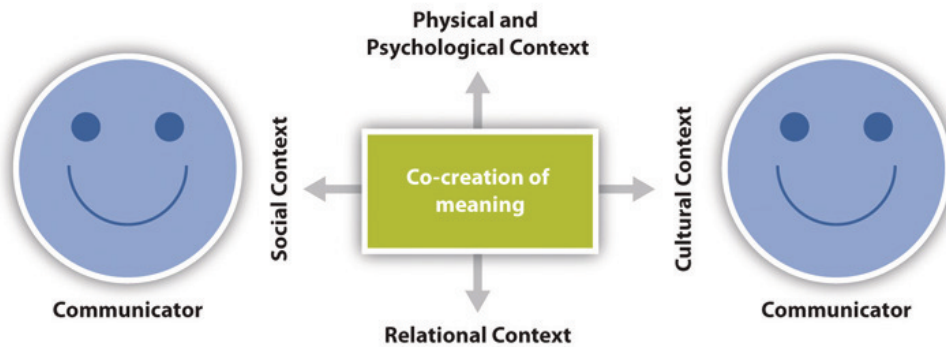 Physical and
Psychological Context
Social Context
Co-creation of
meaning
Cultural Context
Communicator
Relational Context
Communicator